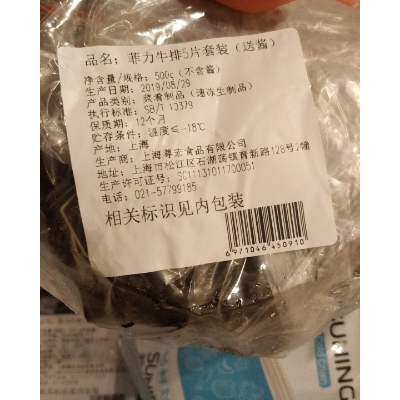 品名：菲力牛排5片套装（送酱）
净含量/规格：500g（不含酱）
生产日期：2019/08/29
产品类别：菜肴制品（速冻生制品）
执行标准：SB/T 10379
保质期：12个月
贮存条件：温度≤-18℃
产地：上海
生产商：上海尊宏食品有限公司
上海市松江区石湖荡镇育新路128号2幢
生产许可证号：SC11131011700051
电话：021-57799185
相关标识见内包装
6971046450910
SUNING